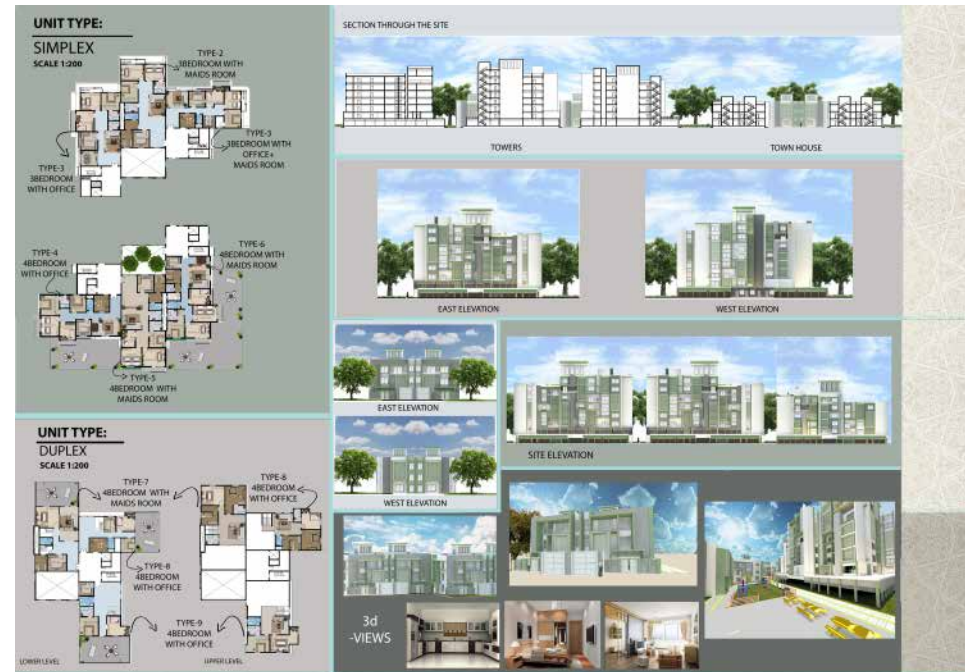 UNIT TYPE:
SIMPLEX
SCALE 1:200
TYPE-2
3BEDROOM WITH
MAIDS ROOM
TYPE-3
3BEDROOM WITH
OFFICE+
MAIDS ROOM
TYPE-3
3BEDROOM
WITH OFFICE
TYPE-4
4BEDROOM
WITH OFFICE
TYPE-6
4BEDROOM WITH
MAIDS ROOM
TYPE-5
4BEDROOM WITH
MAIDS ROOM
UNIT TYPE:
DUPLEX
SCALE 1:200
TYPE-7
4BEDROOM WITH
MAIDS ROOM
TYPE-8
4BEDROOM
WITH OFFICE
TYPE-8
4BEDROOM
WITH OFFICE
TYPE-9
4BEDROOM
WITH OFFICE
LOWER LEVEL
UPPER LEVEL
SECTION THROUGH THE SITE
TOWERS
TOWN HOUSE
EAST ELEVATION
WEST ELEVATION
EAST ELEVATION
WEST ELEVATION
SITE ELEVATION
3d
-VIEWS